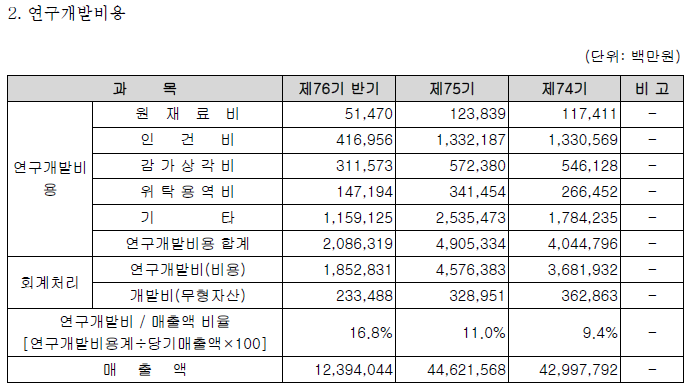 2. 연구개발비용
(단위: 백만원)
과 목 제76기 반기 제75기 제74기 비 고
연구개발비용 원 재 료 비 51,470 123,839 117,411 -
인 건 비 416,956 1,332,187 1,330,569 -
감 가 상 각 비 311,573 572,380 546,128 -
위 탁 용 역 비 147,194 341,454 266,452 -
기 타 1,159,125 2,535,473 1,784,235 -
연구개발비용 합계 2,086,319 4,905,334 4,044,796 -
회계처리 연구개발비(비용) 1,852,831 4,576,383 3,681,932 -
개발비(무형자산) 233,488 328,951 362,863 -
연구개발비 / 매출액 비율
[연구개발비용계÷당기매출액×100] 16.8% 11.0% 9.4% -
매 출 액 12,394,044 44,621,568 42,997,792 -